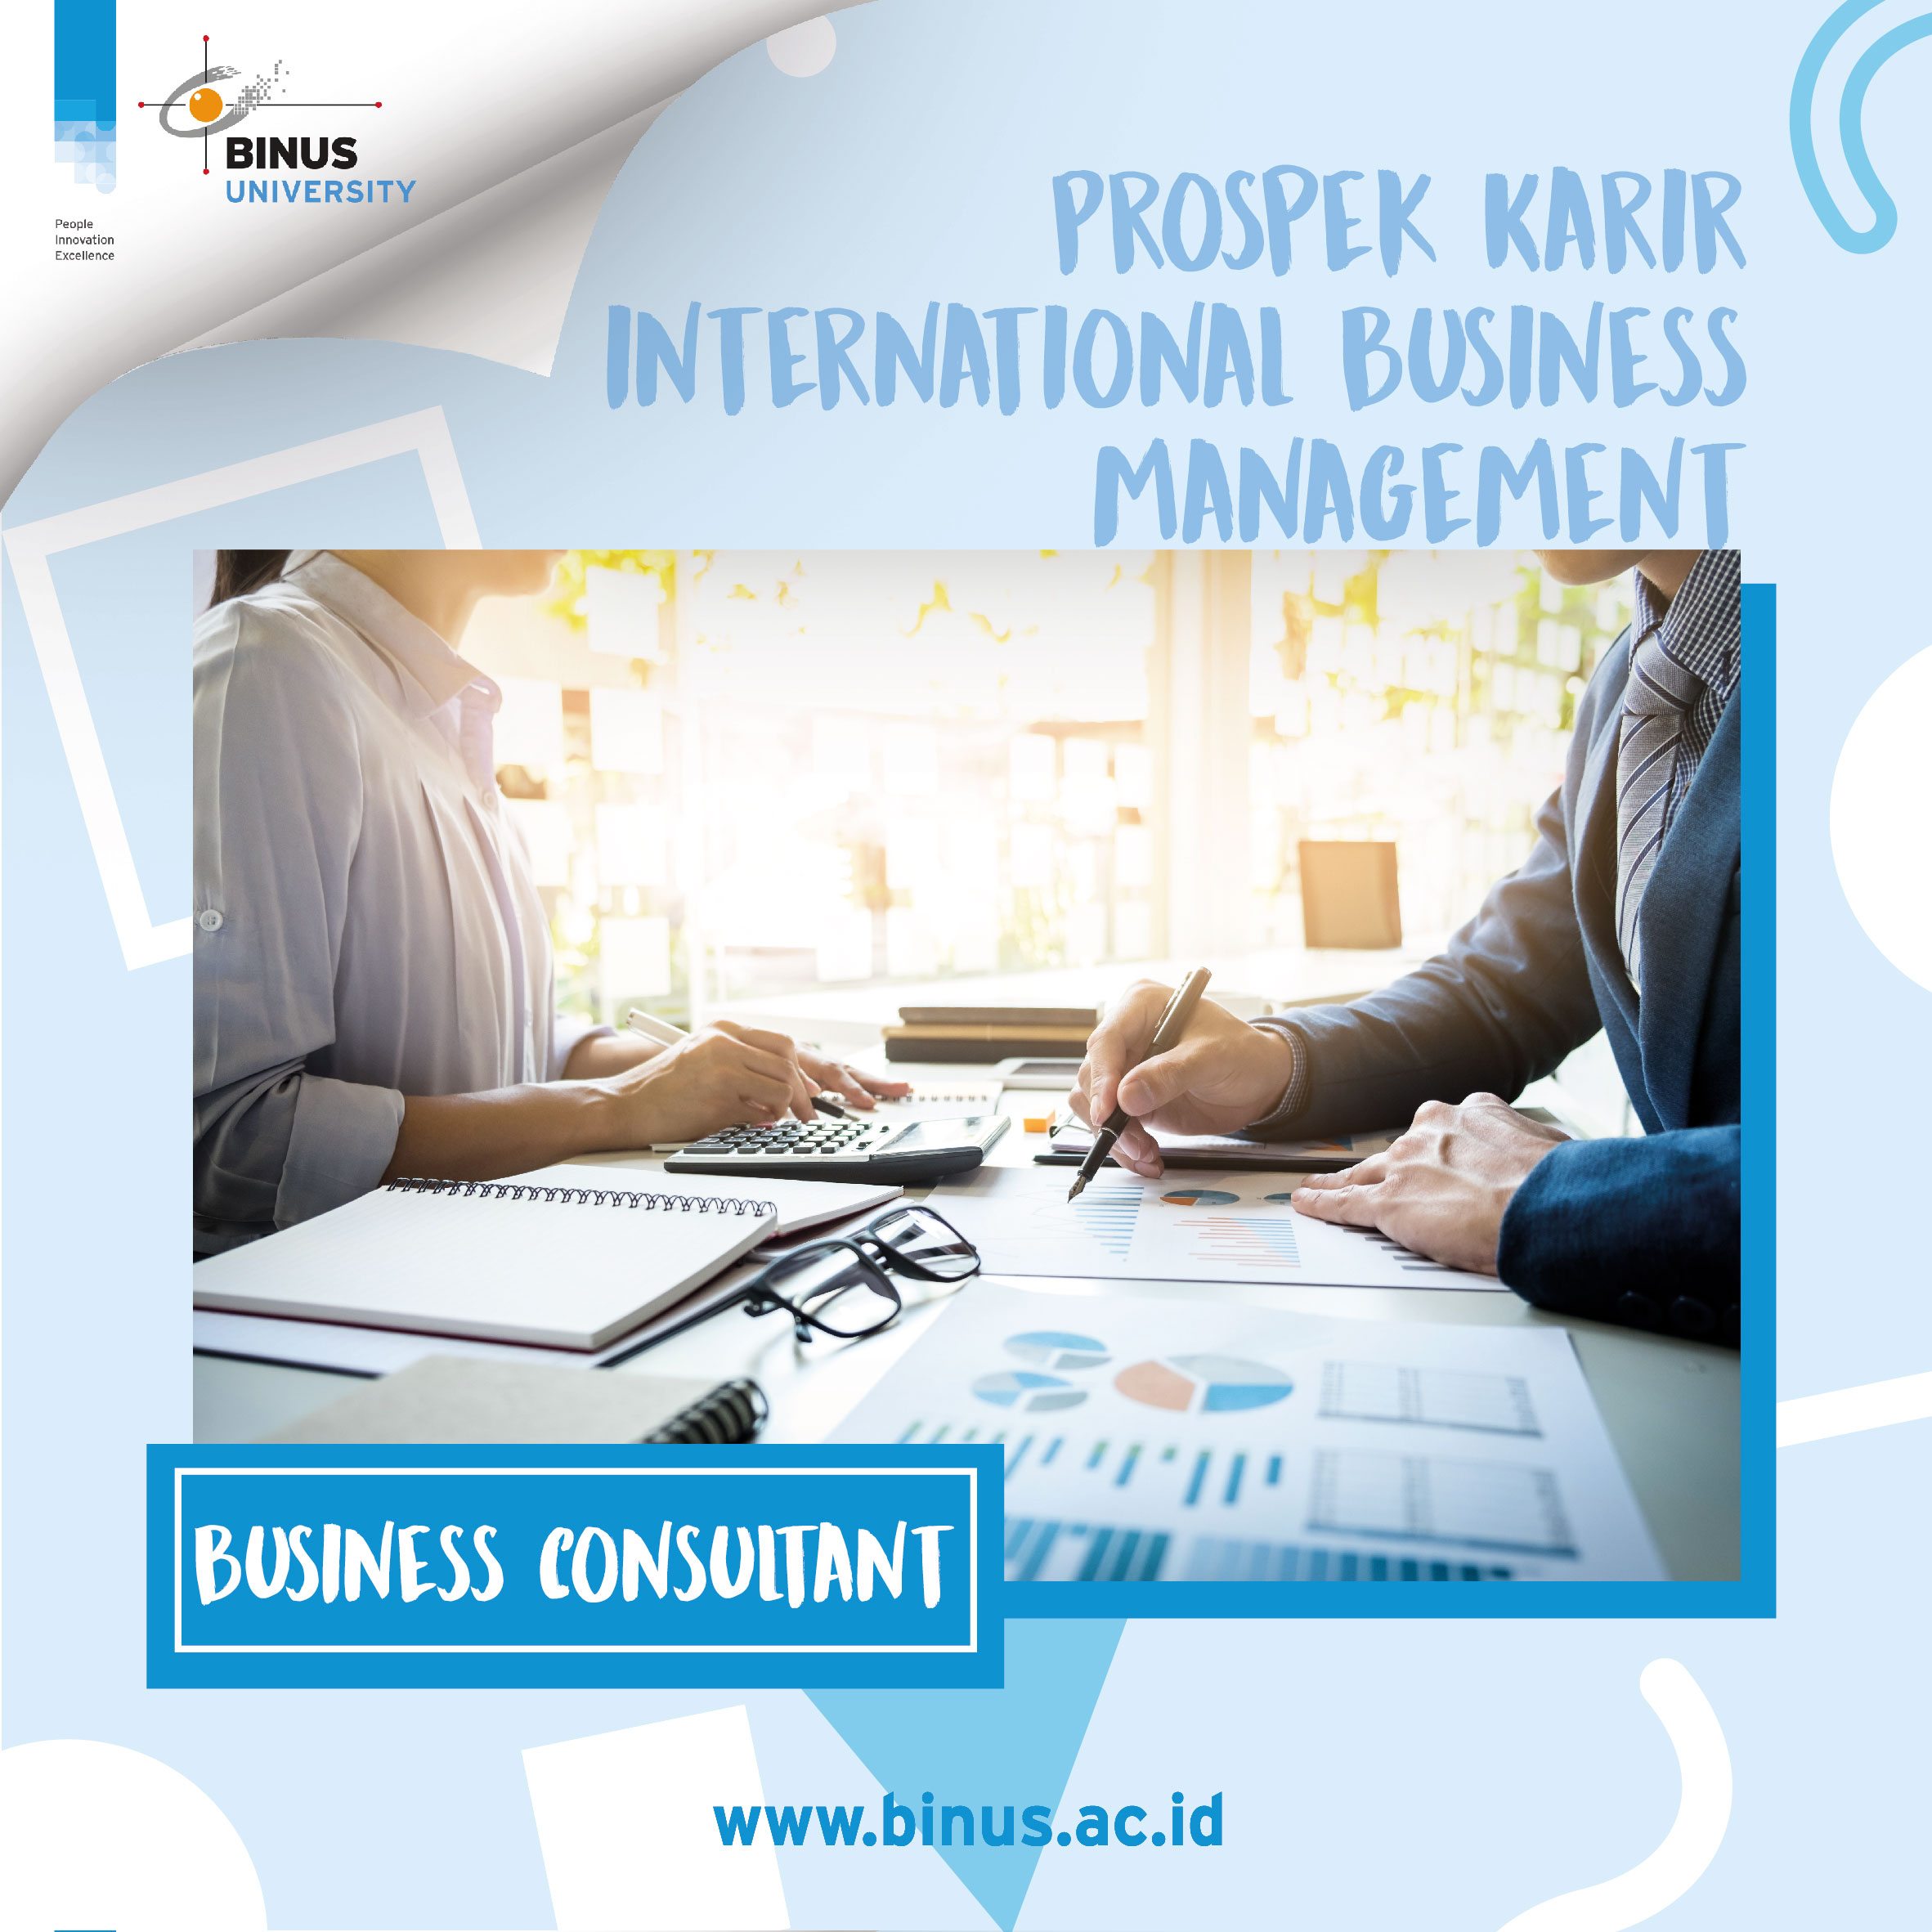 BINUS
UNIVERSITY
People
Innovation
Excellence
PROSPEK KARIR
INTERNATIONAL BUSINESS
MANAGEMENT
BUSINESS CONSULTANT
www.binus.ac.id